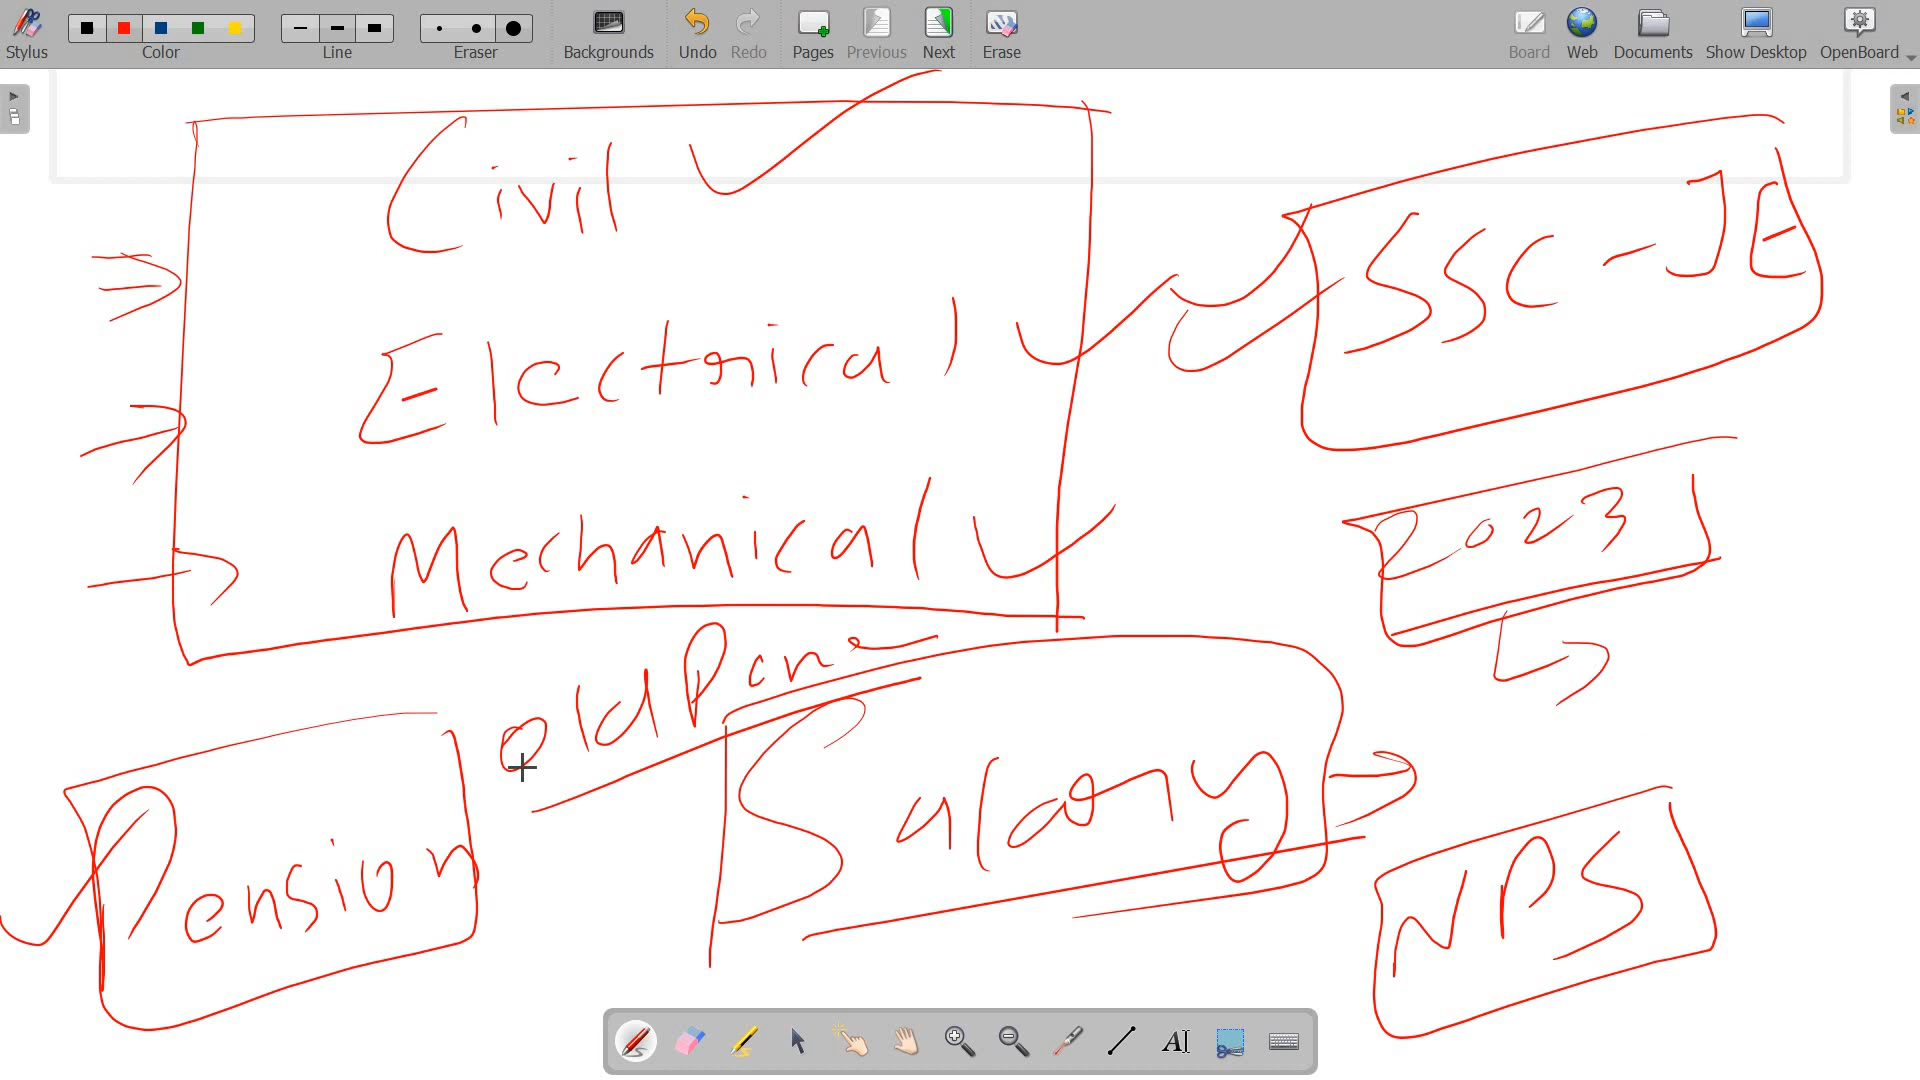 Stylus Color Line Eraser Backgrounds Undo Redo Pages Previous Next Erase Board Web Documents Show Desktop OpenBoard
Civil
SSC-JE
Electrical
2023
Mechanical
old Pen
Salary
Pension
NPS